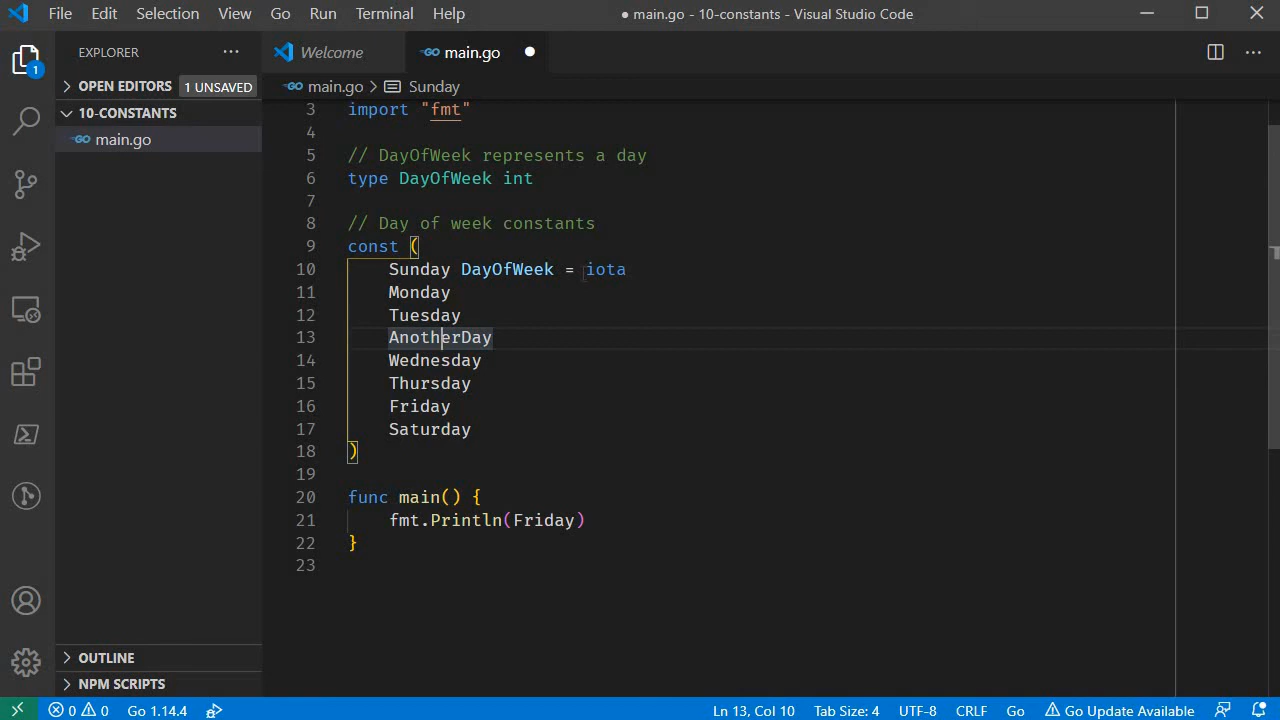 File Edit Selection View Go Run Terminal Help
● main.go - 10-constants - Visual Studio Code
EXPLORER
Welcome
main.go
OPEN EDITORS
1 UNSAVED
1
main.go
Sunday
10-CONSTANTS
main.go
3 import "fmt"
4
5 // DayOfWeek represents a day
6 type DayOfWeek int
7
8 // Day of week constants
9 const (
10 Sunday DayOfWeek = iota
11 Monday
12 Tuesday
13 AnotherDay
14 Wednesday
15 Thursday
16 Friday
17 Saturday
18 )
19
20 func main() {
21 fmt.Println(Friday)
22 }
23
OUTLINE
NPM SCRIPTS
0 0 Go 1.14.4 Ln 13, Col 10 Tab Size: 4 UTF-8 CRLF Go Go Update Available